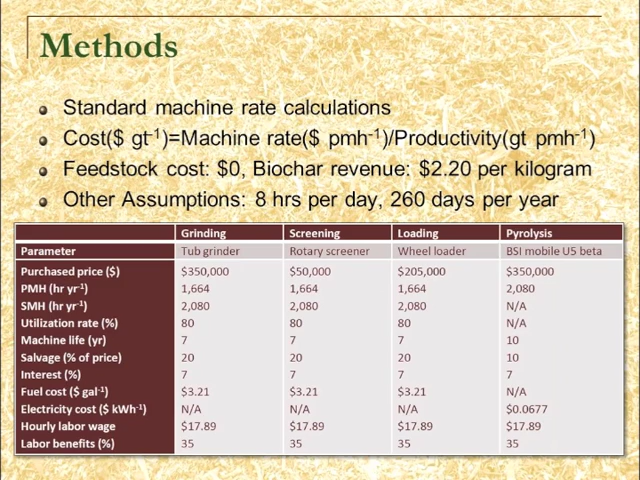 Methods
Standard machine rate calculations
Cost($ gt⁻¹)=Machine rate($ pmh⁻¹)/Productivity(gt pmh⁻¹)
Feedstock cost: $0, Biochar revenue: $2.20 per kilogram
Other Assumptions: 8 hrs per day, 260 days per year
Grinding Screening Loading Pyrolysis
Parameter Tub grinder Rotary screener Wheel loader BSI mobile U5 beta
Purchased price ($) $350,000 $50,000 $205,000 $350,000
PMH (hr yr⁻¹) 1,664 1,664 1,664 2,080
SMH (hr yr⁻¹) 2,080 2,080 2,080 N/A
Utilization rate (%) 80 80 80 N/A
Machine life (yr) 7 7 7 10
Salvage (% of price) 20 20 20 10
Interest (%) 7 7 7 7
Fuel cost ($ gal⁻¹) $3.21 $3.21 $3.21 N/A
Electricity cost ($ kWh⁻¹) N/A N/A N/A $0.0677
Hourly labor wage $17.89 $17.89 $17.89 $17.89
Labor benefits (%) 35 35 35 35